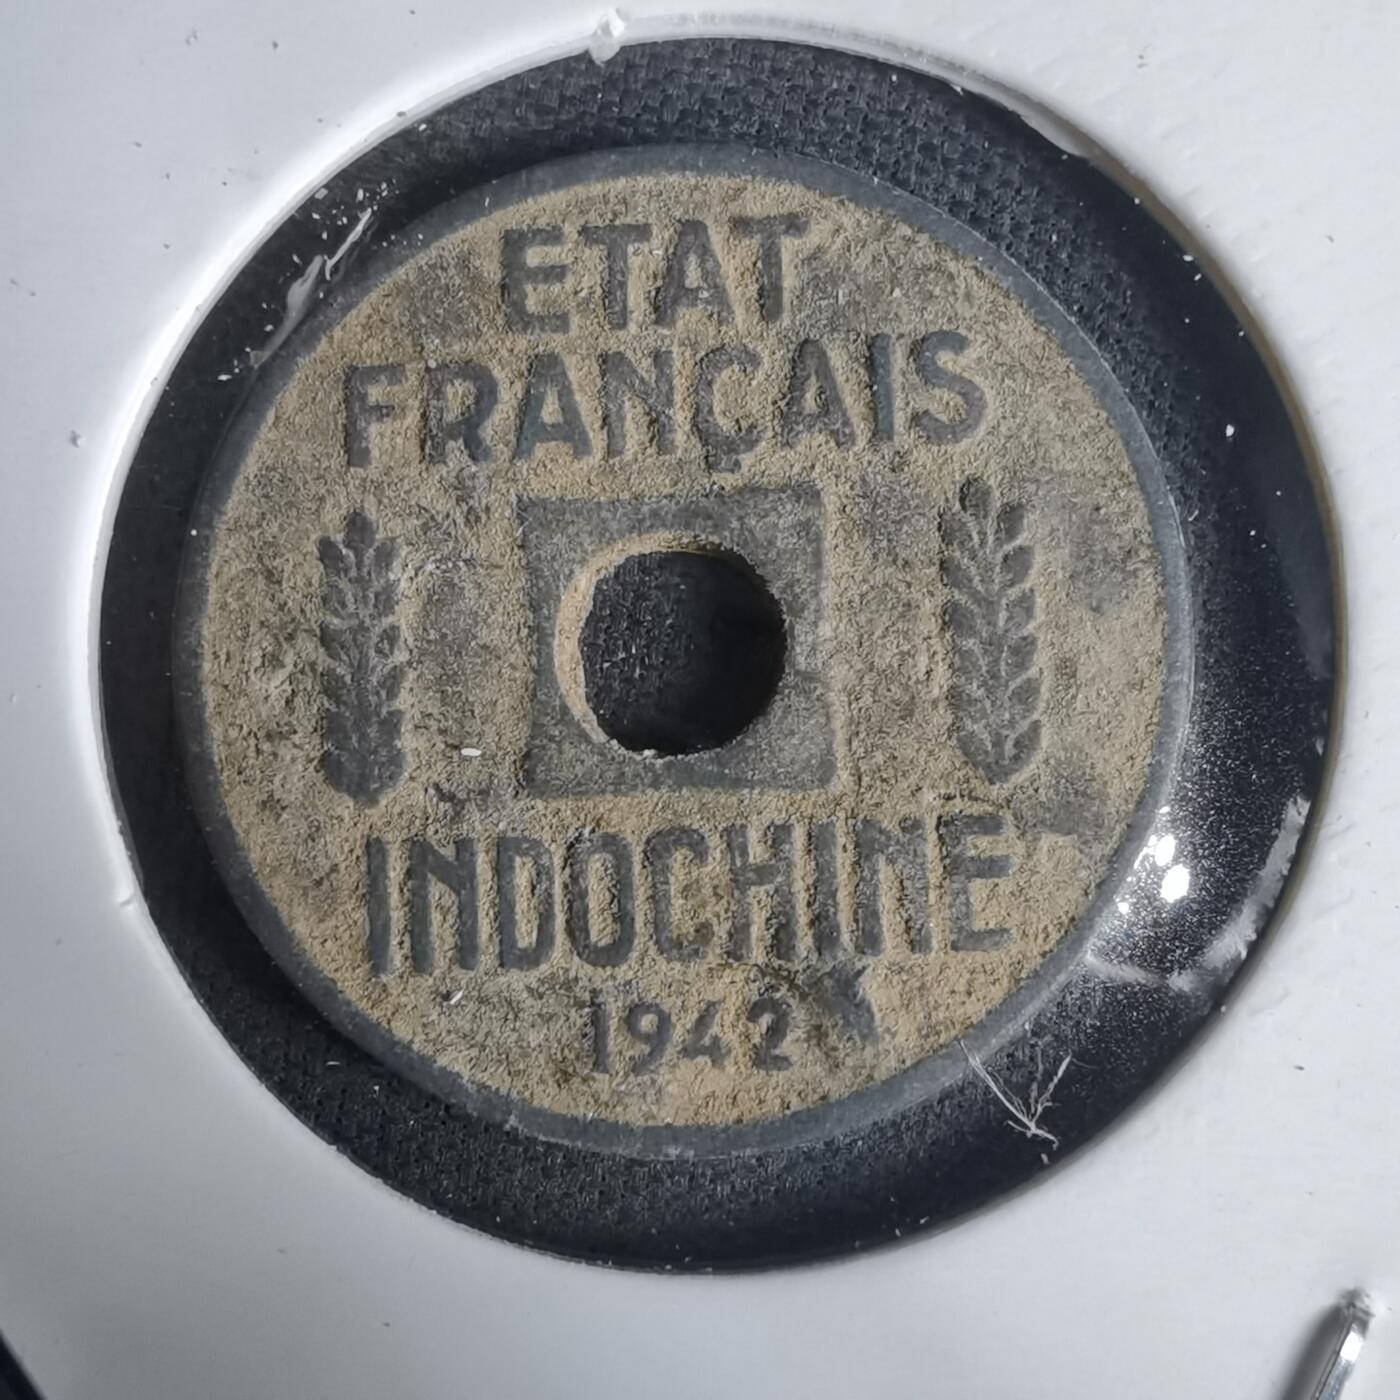 ETAT
FRANÇAIS
INDOCHINE
1942